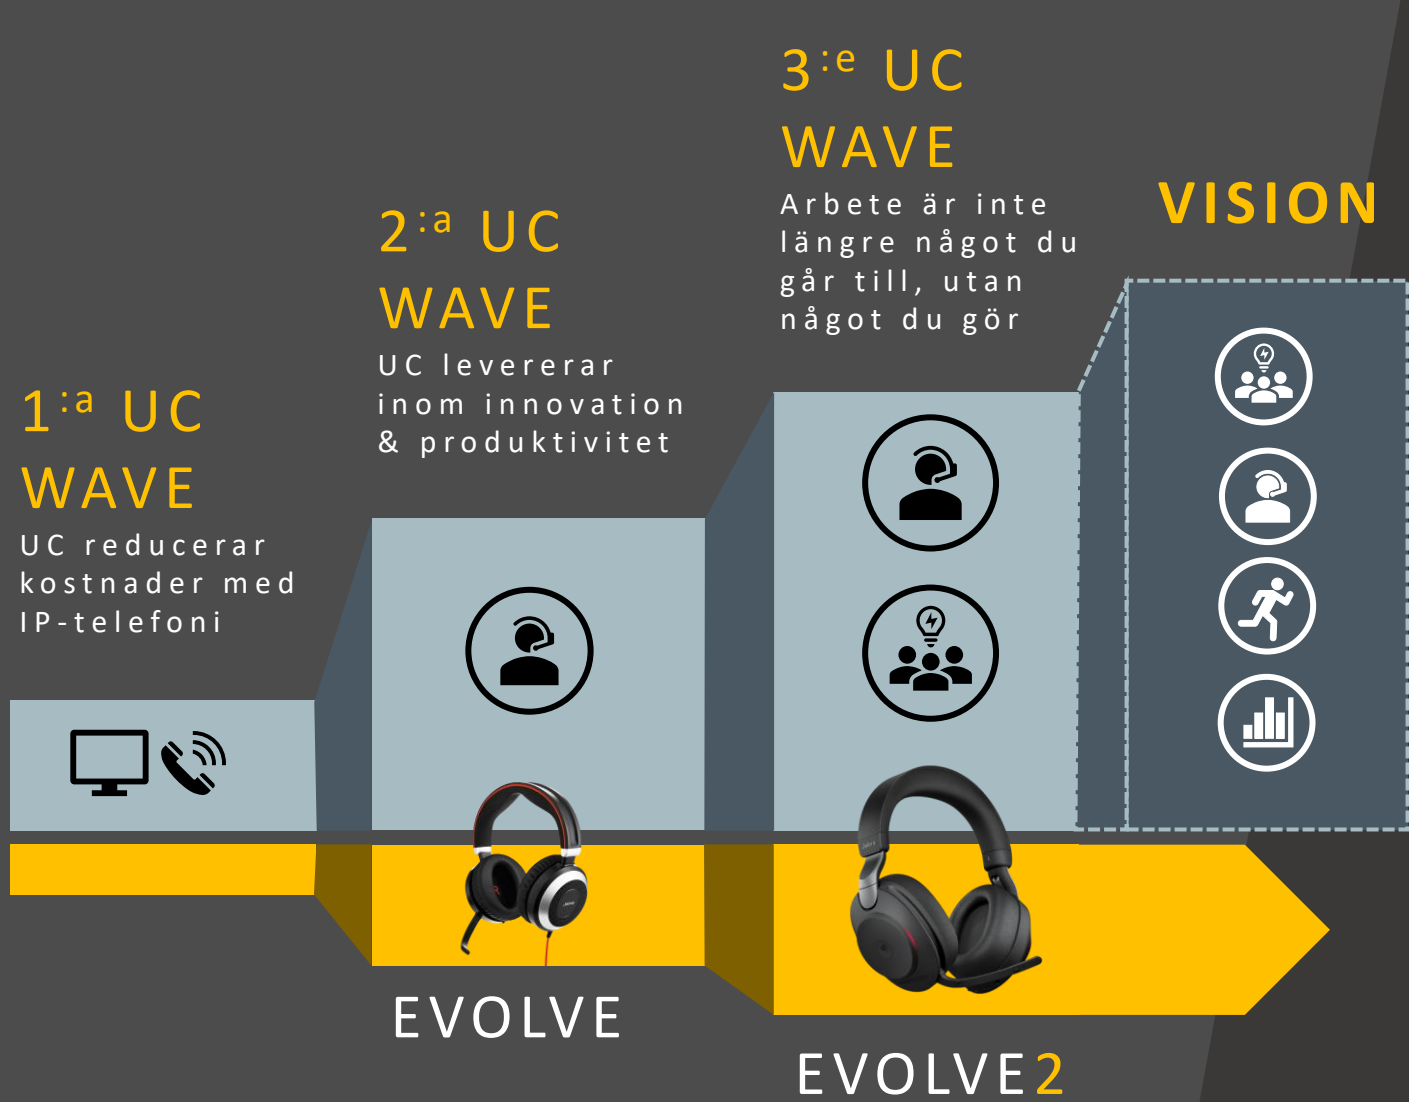 1:a UC
WAVE
UC reducerar
kostnader med
IP-telefoni
2:a UC
WAVE
UC levererar
inom innovation
& produktivitet
3:e UC
WAVE
Arbete är inte
längre något du
går till, utan
något du gör
VISION
EVOLVE
EVOLVE2